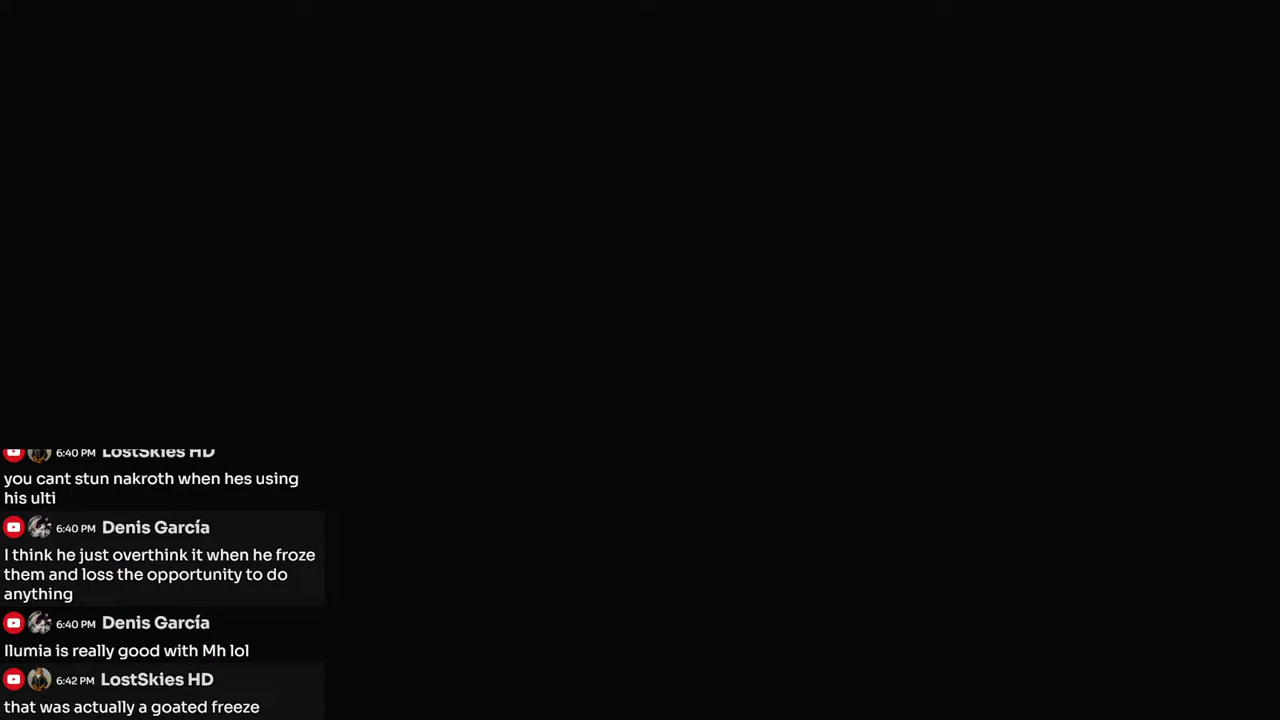 6:40 PM LostSkies HD
you cant stun nakroth when hes using
his ulti
6:40 PM Denis García
I think he just overthink it when he froze
them and loss the opportunity to do
anything
6:40 PM Denis García
Ilumia is really good with Mh lol
6:42 PM LostSkies HD
that was actually a goated freeze